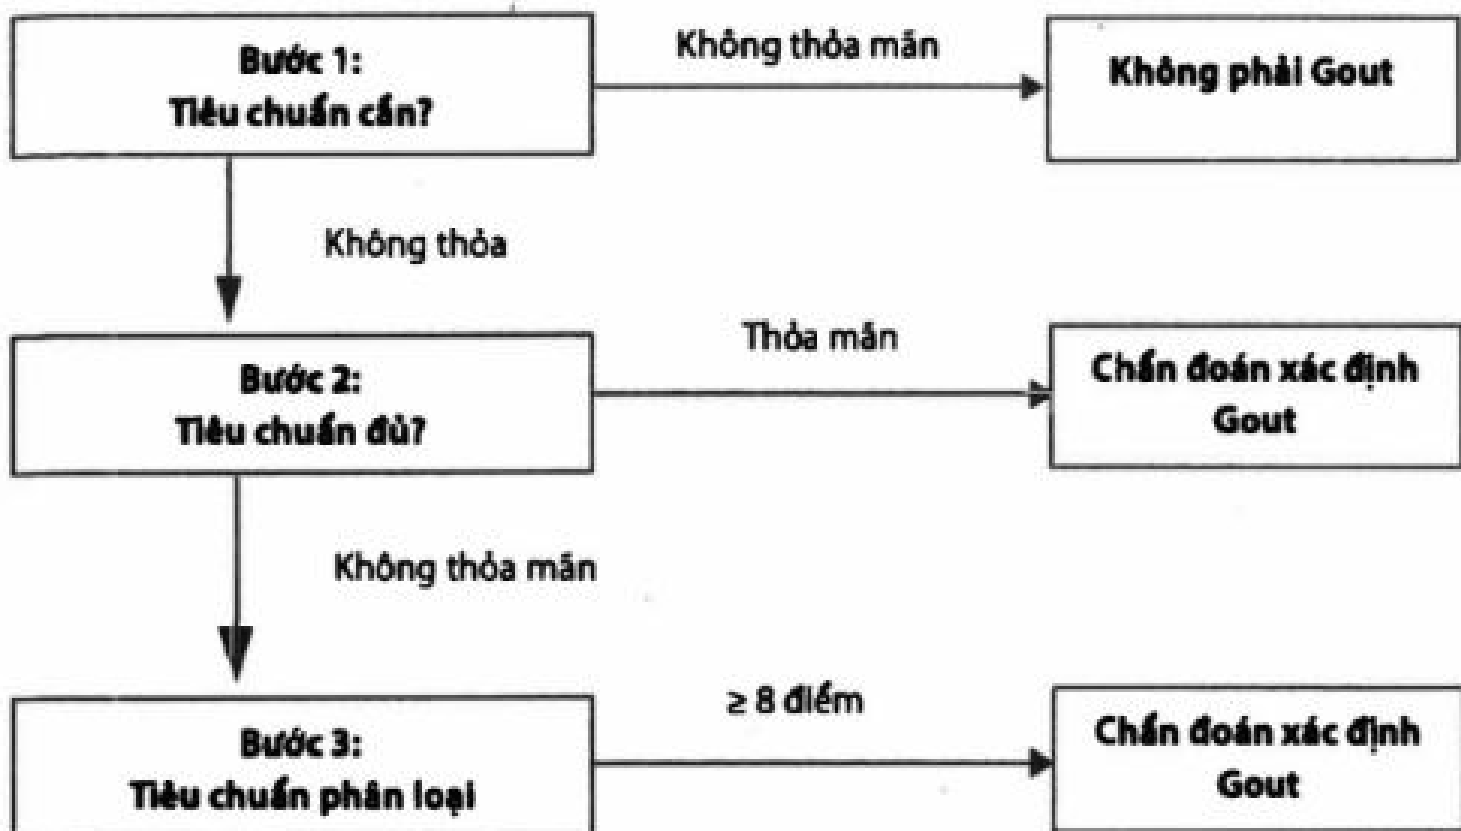 Bước 1:
Tiêu chuẩn cần?
Không thỏa mãn
Không phải Gout
Không thỏa
Bước 2:
Tiêu chuẩn đủ?
Thỏa mãn
Chẩn đoán xác định
Gout
Không thỏa mãn
Bước 3:
Tiêu chuẩn phân loại
≥ 8 điểm
Chẩn đoán xác định
Gout